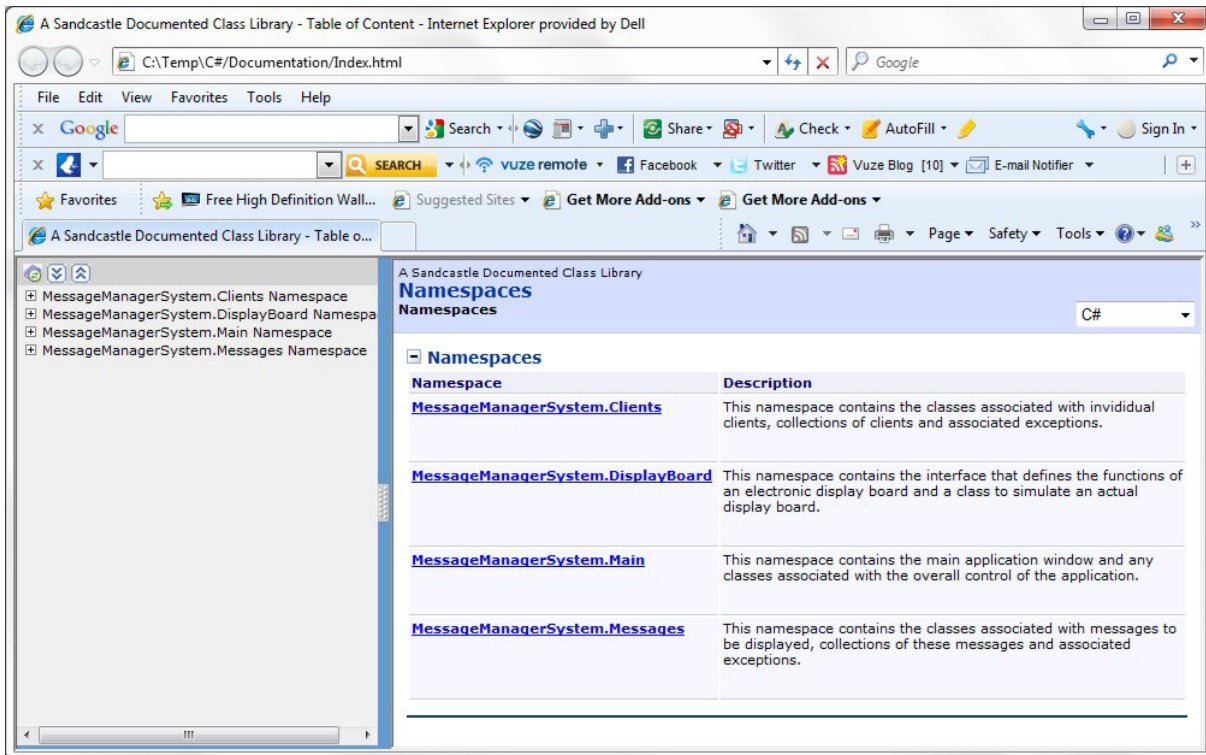 A Sandcastle Documented Class Library - Table of Content - Internet Explorer provided by Dell
C:\Temp\C#/Documentation/Index.html
Google
File Edit View Favorites Tools Help
x Google Search Share Check AutoFill Sign In
x SEARCH vuze remote Facebook Twitter Vuze Blog [10] E-mail Notifier
Favorites Free High Definition Wall... Suggested Sites Get More Add-ons Get More Add-ons
A Sandcastle Documented Class Library - Table o... Page Safety Tools
MessageManagerSystem.Clients Namespace
MessageManagerSystem.DisplayBoard Namespa
MessageManagerSystem.Main Namespace
MessageManagerSystem.Messages Namespace
A Sandcastle Documented Class Library
Namespaces
Namespaces
C#
Namespaces
Namespace Description
MessageManagerSystem.Clients This namespace contains the classes associated with invididual
clients, collections of clients and associated exceptions.
MessageManagerSystem.DisplayBoard This namespace contains the interface that defines the functions of
an electronic display board and a class to simulate an actual
display board.
MessageManagerSystem.Main This namespace contains the main application window and any
classes associated with the overall control of the application.
MessageManagerSystem.Messages This namespace contains the classes associated with messages to
be displayed, collections of these messages and associated
exceptions.